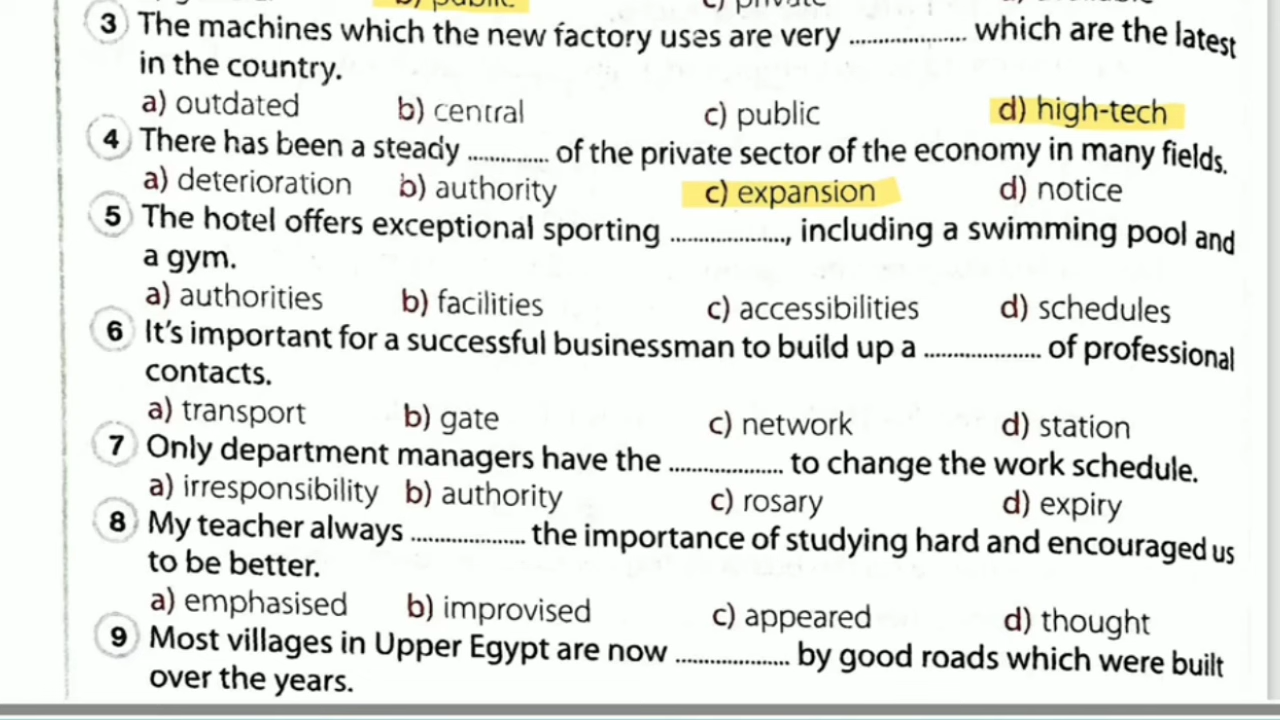 3 The machines which the new factory uses are very .................. which are the latest
in the country.
a) outdated b) central c) public d) high-tech
4 There has been a steady .............. of the private sector of the economy in many fields.
a) deterioration b) authority c) expansion d) notice
5 The hotel offers exceptional sporting ...................., including a swimming pool and
a gym.
a) authorities b) facilities c) accessibilities d) schedules
6 It's important for a successful businessman to build up a .................... of professional
contacts.
a) transport b) gate c) network d) station
7 Only department managers have the .................... to change the work schedule.
a) irresponsibility b) authority c) rosary d) expiry
8 My teacher always .................... the importance of studying hard and encouraged us
to be better.
a) emphasised b) improvised c) appeared d) thought
9 Most villages in Upper Egypt are now .................... by good roads which were built
over the years.